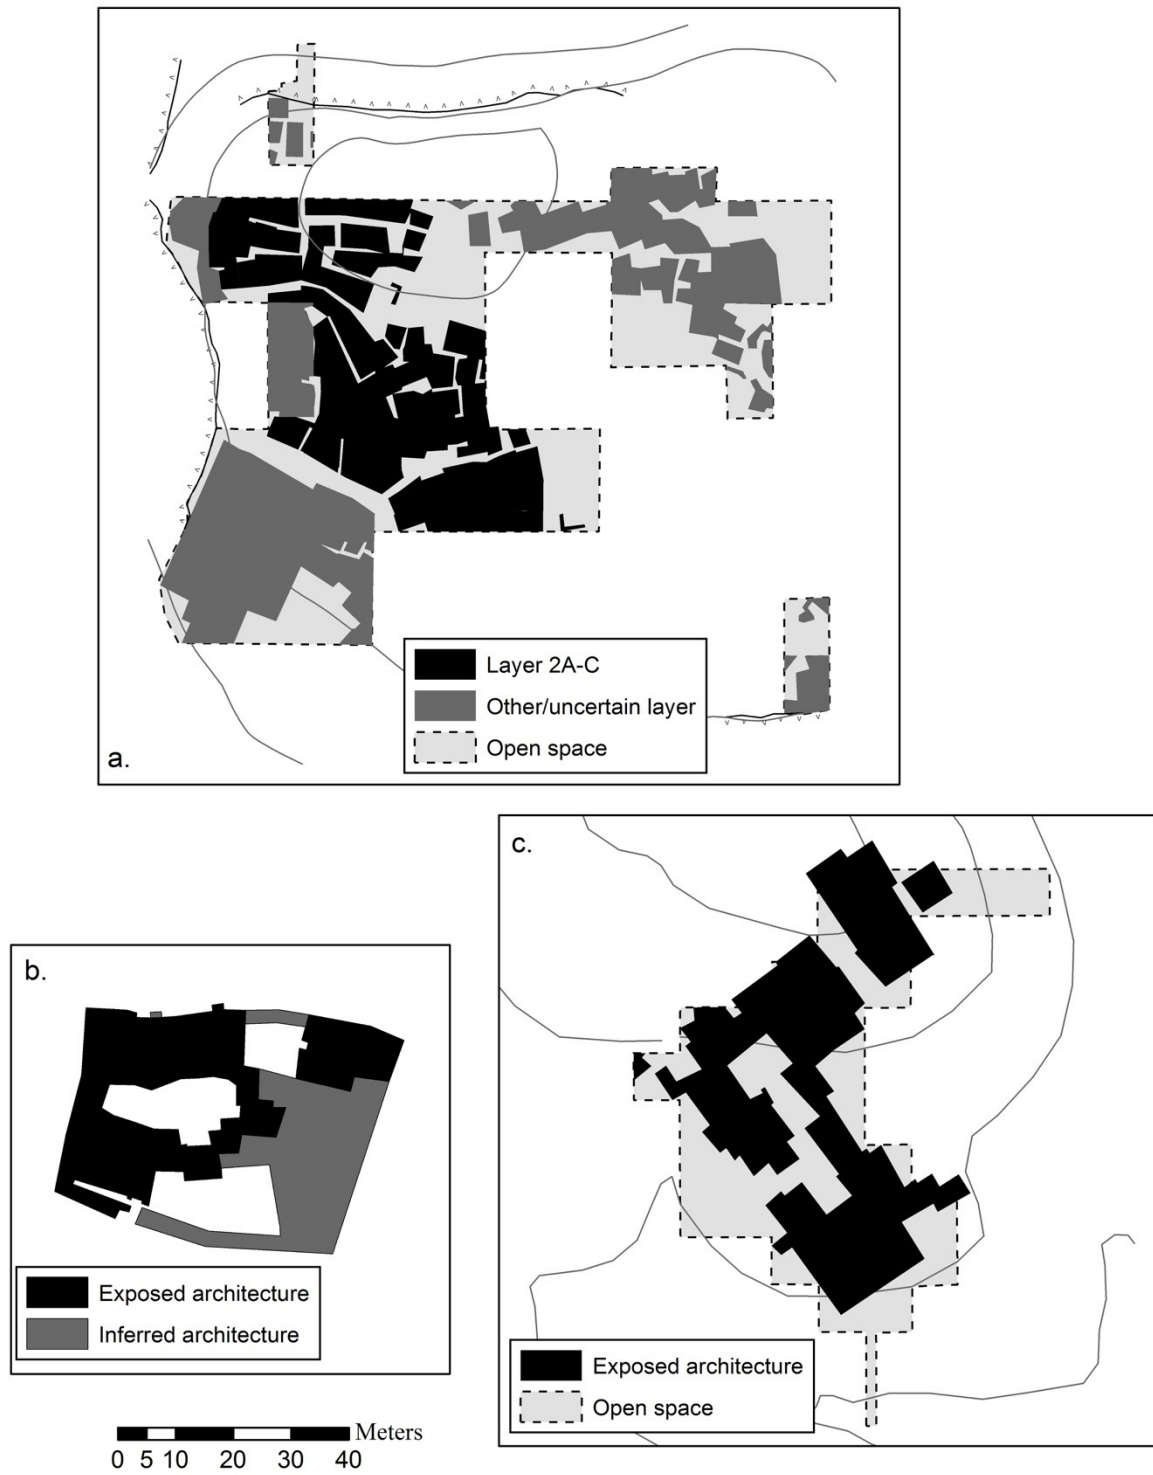 Layer 2A-C
Other/uncertain layer
Open space
a.
c.
b.
Exposed architecture
Inferred architecture
Exposed architecture
Open space
Meters
0 5 10 20 30 40